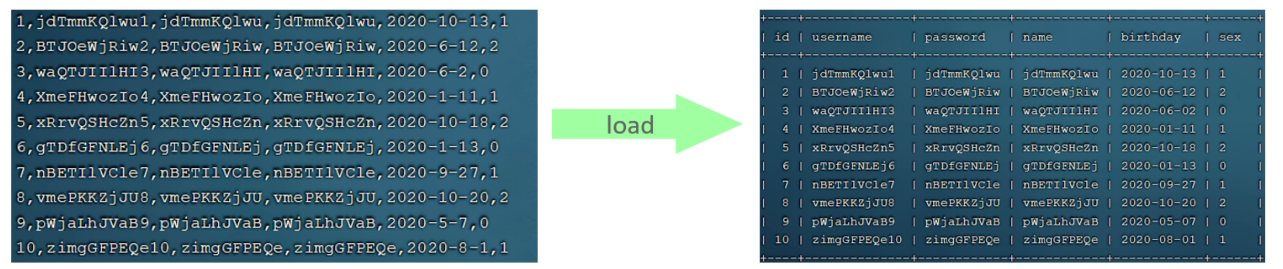 1,jdTmmKQlwu1,jdTmmKQlwu,jdTmmKQlwu,2020-10-13,1
2,BTJOeWjRiw2,BTJOeWjRiw,BTJOeWjRiw,2020-6-12,2
3,waQTJIIlHI3,waQTJIIlHI,waQTJIIlHI,2020-6-2,0
4,XmeFHwozIo4,XmeFHwozIo,XmeFHwozIo,2020-1-11,1
5,xRrvQSHcZn5,xRrvQSHcZn,xRrvQSHcZn,2020-10-18,2
6,gTDfGFNLEj6,gTDfGFNLEj,gTDfGFNLEj,2020-1-13,0
7,nBETIlVCle7,nBETIlVCle,nBETIlVCle,2020-9-27,1
8,vmePKKZjJU8,vmePKKZjJU,vmePKKZjJU,2020-10-20,2
9,pWjaLhJVaB9,pWjaLhJVaB,pWjaLhJVaB,2020-5-7,0
10,zimgGFPEQe10,zimgGFPEQe,zimgGFPEQe,2020-8-1,1
load
| id | username | password | name | birthday | sex |
| 1 | jdTmmKQlwu1 | jdTmmKQlwu | jdTmmKQlwu | 2020-10-13 | 1 |
| 2 | BTJOeWjRiw2 | BTJOeWjRiw | BTJOeWjRiw | 2020-06-12 | 2 |
| 3 | waQTJIIlHI3 | waQTJIIlHI | waQTJIIlHI | 2020-06-02 | 0 |
| 4 | XmeFHwozIo4 | XmeFHwozIo | XmeFHwozIo | 2020-01-11 | 1 |
| 5 | xRrvQSHcZn5 | xRrvQSHcZn | xRrvQSHcZn | 2020-10-18 | 2 |
| 6 | gTDfGFNLEj6 | gTDfGFNLEj | gTDfGFNLEj | 2020-01-13 | 0 |
| 7 | nBETIlVCle7 | nBETIlVCle | nBETIlVCle | 2020-09-27 | 1 |
| 8 | vmePKKZjJU8 | vmePKKZjJU | vmePKKZjJU | 2020-10-20 | 2 |
| 9 | pWjaLhJVaB9 | pWjaLhJVaB | pWjaLhJVaB | 2020-05-07 | 0 |
| 10 | zimgGFPEQe10 | zimgGFPEQe | zimgGFPEQe | 2020-08-01 | 1 |